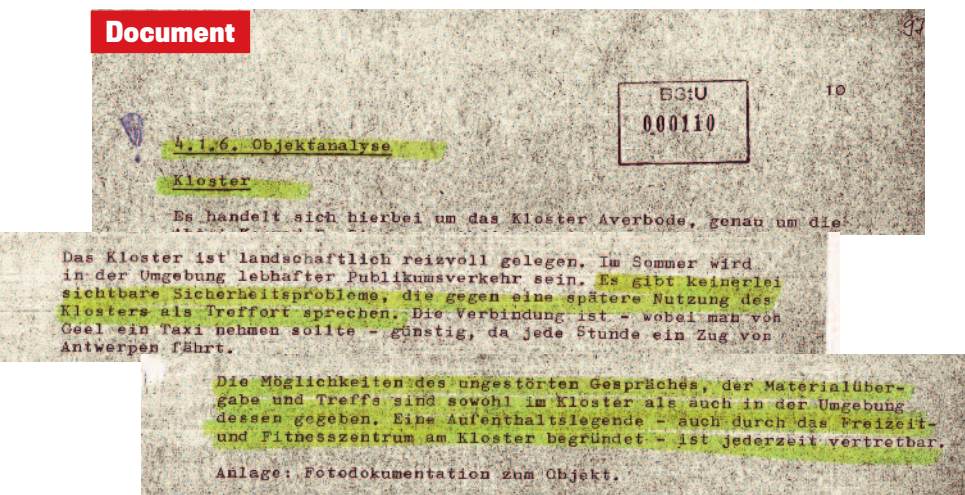 Document
10
BStU
000110
4.1.6. Objektanalyse
Kloster
Es handelt sich hierbei um das Kloster Averbode, genau um die
Das Kloster ist landschaftlich reizvoll gelegen. Im Sommer wird
in der Umgebung lebhafter Publikumsverkehr sein. Es gibt keinerlei
sichtbare Sicherheitsprobleme, die gegen eine spätere Nutzung des
Klosters als Treffort sprechen. Die Verbindung ist - wobei man von
Geel ein Taxi nehmen sollte - günstig, da jede Stunde ein Zug von
Antwerpen fährt.
Die Möglichkeiten des ungestörten Gespräches, der Materialüber-
gabe und Treffs sind sowohl im Kloster als auch in der Umgebung
dessen gegeben. Eine Aufenthaltslegende - auch durch das Freizeit-
und Fitnesszentrum am Kloster begründet - ist jederzeit vertretbar.
Anlage: Fotodokumentation zum Objekt.